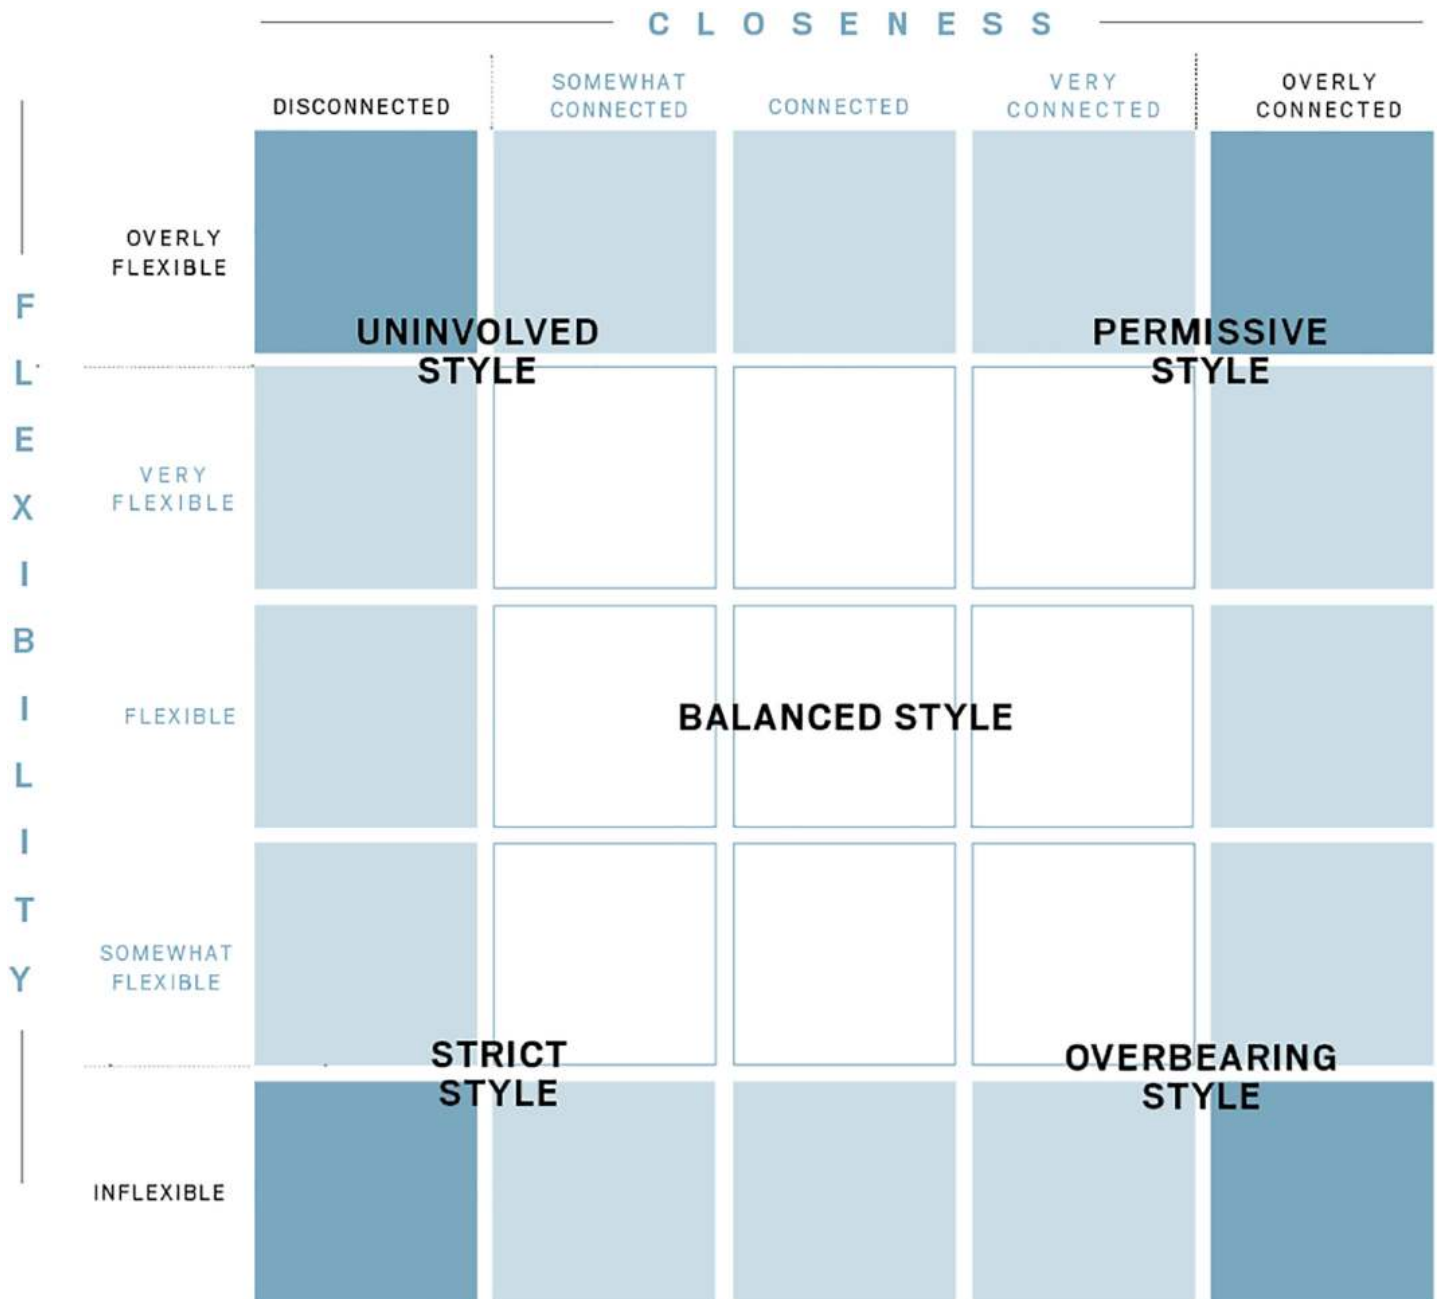 CLOSENESS
DISCONNECTED
SOMEWHAT
CONNECTED
CONNECTED
VERY
CONNECTED
OVERLY
CONNECTED
FLEXIBILITY
OVERLY
FLEXIBLE
UNINVOLVED
STYLE
PERMISSIVE
STYLE
VERY
FLEXIBLE
FLEXIBLE
BALANCED STYLE
SOMEWHAT
FLEXIBLE
STRICT
STYLE
OVERBEARING
STYLE
INFLEXIBLE